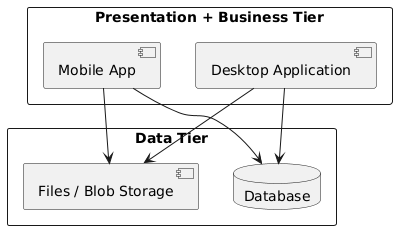 Presentation + Business Tier
Mobile App
Desktop Application
Data Tier
Files / Blob Storage
Database